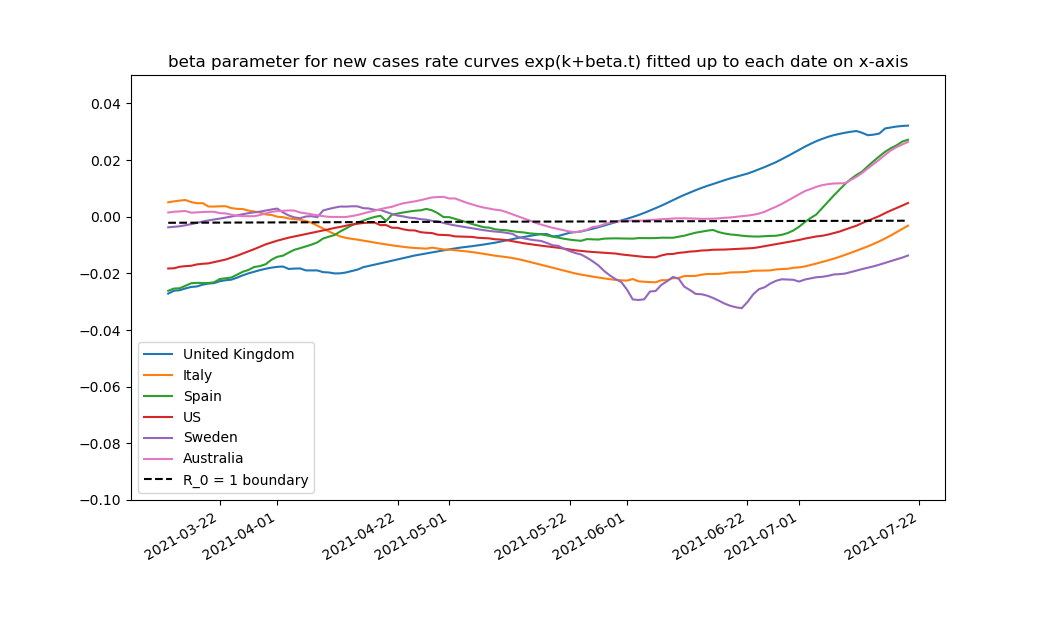 beta parameter for new cases rate curves exp(k+beta.t) fitted up to each date on x-axis
0.04
0.02
0.00
−0.02
−0.04
−0.06
−0.08
−0.10
United Kingdom
Italy
Spain
US
Sweden
Australia
R_0 = 1 boundary
2021-03-22
2021-04-01
2021-04-22
2021-05-01
2021-05-22
2021-06-01
2021-06-22
2021-07-01
2021-07-22